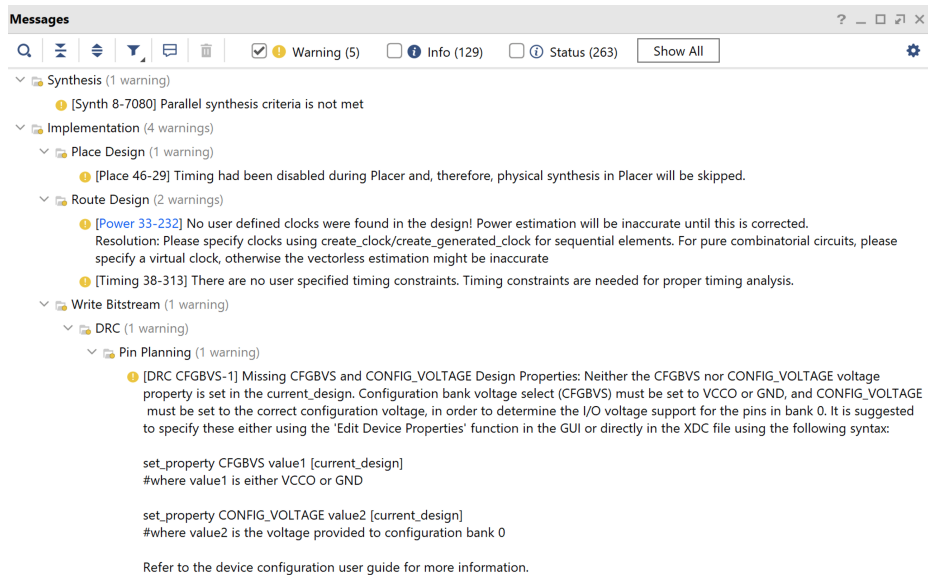 Messages
Warning (5) Info (129) Status (263) Show All
Synthesis (1 warning)
[Synth 8-7080] Parallel synthesis criteria is not met
Implementation (4 warnings)
Place Design (1 warning)
[Place 46-29] Timing had been disabled during Placer and, therefore, physical synthesis in Placer will be skipped.
Route Design (2 warnings)
[Power 33-232] No user defined clocks were found in the design! Power estimation will be inaccurate until this is corrected.
Resolution: Please specify clocks using create_clock/create_generated_clock for sequential elements. For pure combinatorial circuits, please
specify a virtual clock, otherwise the vectorless estimation might be inaccurate
[Timing 38-313] There are no user specified timing constraints. Timing constraints are needed for proper timing analysis.
Write Bitstream (1 warning)
DRC (1 warning)
Pin Planning (1 warning)
[DRC CFGBVS-1] Missing CFGBVS and CONFIG_VOLTAGE Design Properties: Neither the CFGBVS nor CONFIG_VOLTAGE voltage
property is set in the current_design. Configuration bank voltage select (CFGBVS) must be set to VCCO or GND, and CONFIG_VOLTAGE
must be set to the correct configuration voltage, in order to determine the I/O voltage support for the pins in bank 0. It is suggested
to specify these either using the 'Edit Device Properties' function in the GUI or directly in the XDC file using the following syntax:
set_property CFGBVS value1 [current_design]
#where value1 is either VCCO or GND
set_property CONFIG_VOLTAGE value2 [current_design]
#where value2 is the voltage provided to configuration bank 0
Refer to the device configuration user guide for more information.